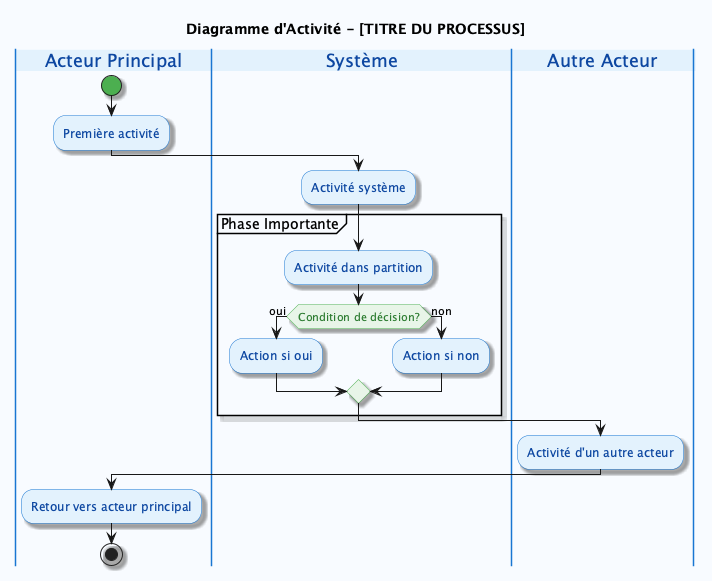 Diagramme d'Activité – [TITRE DU PROCESSUS]
Acteur Principal
Système
Autre Acteur
Première activité
Activité système
Phase Importante
Activité dans partition
oui
Condition de décision?
non
Action si oui
Action si non
Activité d'un autre acteur
Retour vers acteur principal